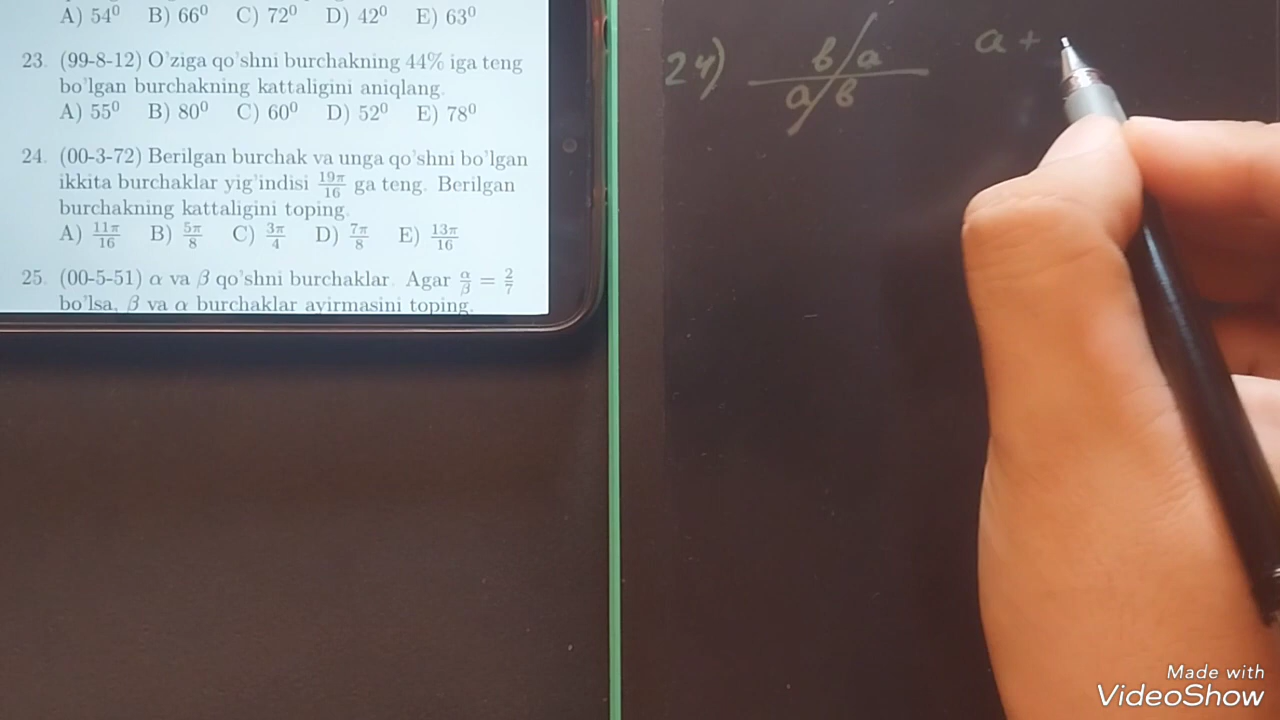 A) 54⁰ B) 66⁰ C) 72⁰ D) 42⁰ E) 63⁰
23. (99-8-12) O'ziga qo'shni burchakning 44% iga teng
bo'lgan burchakning kattaligini aniqlang.
A) 55⁰ B) 80⁰ C) 60⁰ D) 52⁰ E) 78⁰
24. (00-3-72) Berilgan burchak va unga qo'shni bo'lgan
ikkita burchaklar yig'indisi 19π/16 ga teng. Berilgan
burchakning kattaligini toping.
A) 11π/16 B) 5π/8 C) 3π/4 D) 7π/8 E) 13π/16
25. (00-5-51) α va β qo'shni burchaklar. Agar α/β = 2/7
bo'lsa, β va α burchaklar ayirmasini toping.
24)
b a
a b
a +
Made with
VideoShow